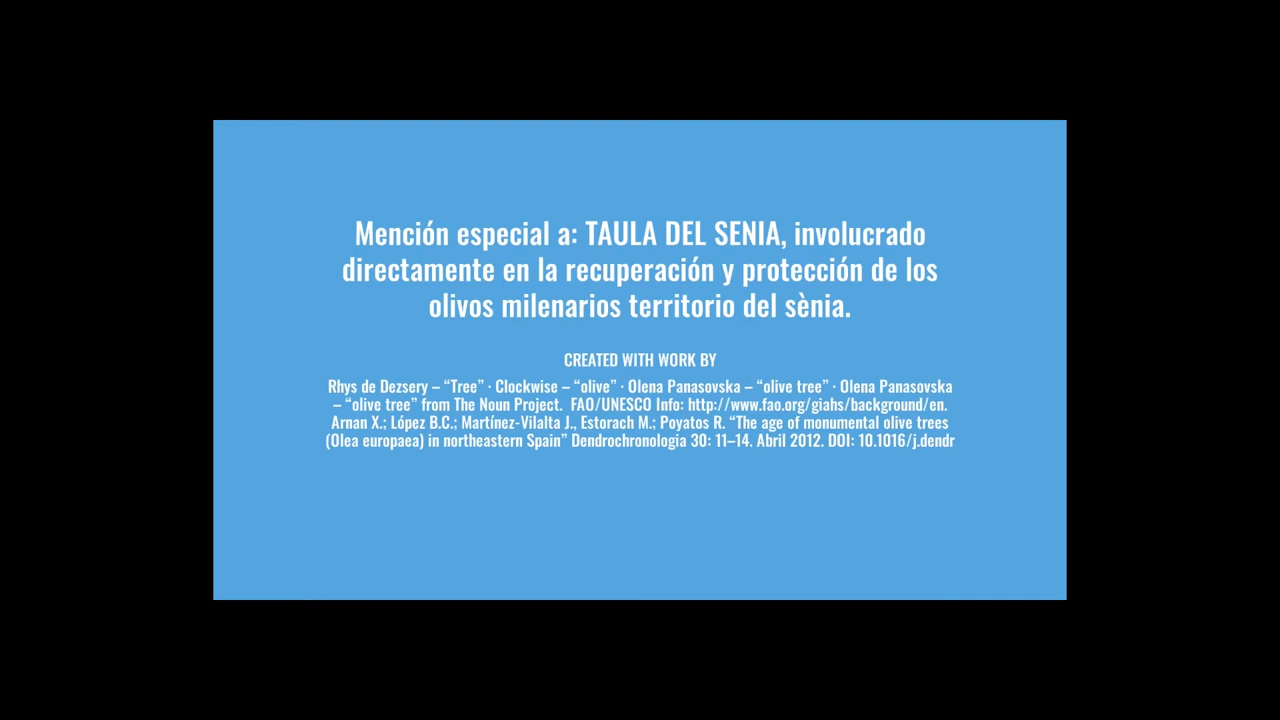 Mención especial a: TAULA DEL SENIA, involucrado
directamente en la recuperación y protección de los
olivos milenarios territorio del sènia.
CREATED WITH WORK BY
Rhys de Dezsery – “Tree” · Clockwise – “olive” · Olena Panasovska – “olive tree” · Olena Panasovska
– “olive tree” from The Noun Project.  FAO/UNESCO Info: http://www.fao.org/giahs/background/en.
Arnan X.; López B.C.; Martínez-Vilalta J., Estorach M.; Poyatos R. “The age of monumental olive trees
(Olea europaea) in northeastern Spain” Dendrochronologia 30: 11–14. Abril 2012. DOI: 10.1016/j.dendr